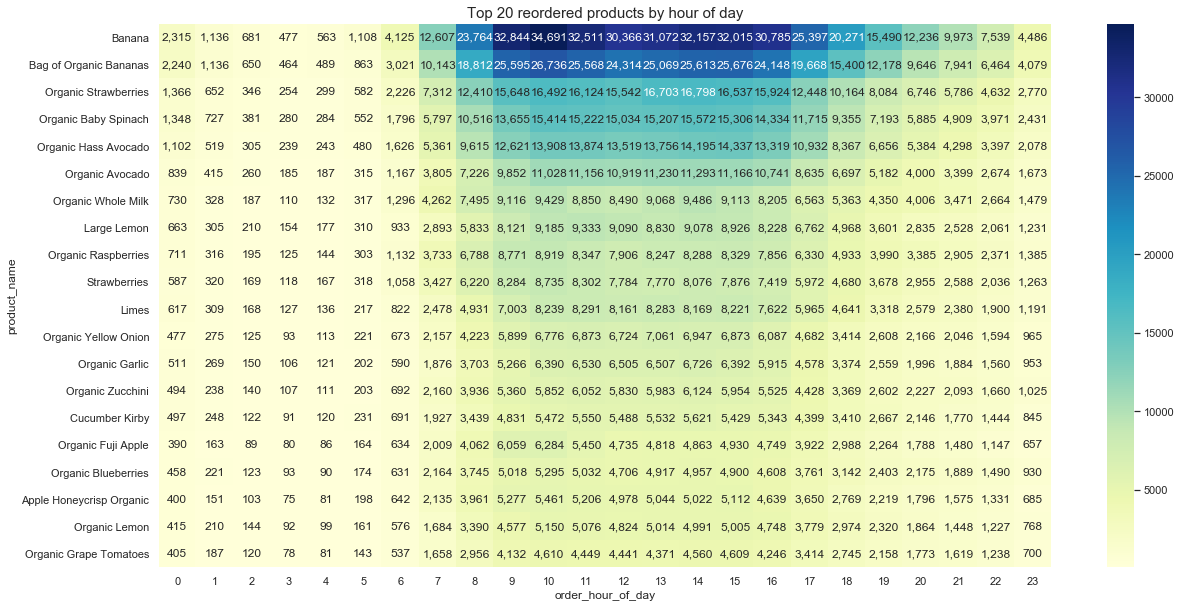 Top 20 reordered products by hour of day
Banana 2,315 1,136 681 477 563 1,108 4,125 12,607 23,764 32,844 34,691 32,511 30,366 31,072 32,157 32,015 30,785 25,397 20,271 15,490 12,236 9,973 7,539 4,486
Bag of Organic Bananas 2,240 1,136 650 464 489 863 3,021 10,143 18,812 25,595 26,736 25,568 24,314 25,069 25,613 25,676 24,148 19,668 15,400 12,178 9,646 7,941 6,464 4,079
Organic Strawberries 1,366 652 346 254 299 582 2,226 7,312 12,410 15,648 16,492 16,124 15,542 16,703 16,798 16,537 15,924 12,448 10,164 8,084 6,746 5,786 4,632 2,770
Organic Baby Spinach 1,348 727 381 280 284 552 1,796 5,797 10,516 13,655 15,414 15,222 15,034 15,207 15,572 15,306 14,334 11,715 9,355 7,193 5,885 4,909 3,971 2,431
Organic Hass Avocado 1,102 519 305 239 243 480 1,626 5,361 9,615 12,621 13,908 13,874 13,519 13,756 14,195 14,337 13,319 10,932 8,367 6,656 5,384 4,298 3,397 2,078
Organic Avocado 839 415 260 185 187 315 1,167 3,805 7,226 9,852 11,028 11,156 10,919 11,230 11,293 11,166 10,741 8,635 6,697 5,182 4,000 3,399 2,674 1,673
Organic Whole Milk 730 328 187 110 132 317 1,296 4,262 7,495 9,116 9,429 8,850 8,490 9,068 9,486 9,113 8,205 6,563 5,363 4,350 4,006 3,471 2,664 1,479
Large Lemon 663 305 210 154 177 310 933 2,893 5,833 8,121 9,185 9,333 9,090 8,830 9,078 8,926 8,228 6,762 4,968 3,601 2,835 2,528 2,061 1,231
Organic Raspberries 711 316 195 125 144 303 1,132 3,733 6,788 8,771 8,919 8,347 7,906 8,247 8,288 8,329 7,856 6,330 4,933 3,990 3,385 2,905 2,371 1,385
Strawberries 587 320 169 118 167 318 1,058 3,427 6,220 8,284 8,735 8,302 7,784 7,770 8,076 7,876 7,419 5,972 4,680 3,678 2,955 2,588 2,036 1,263
Limes 617 309 168 127 136 217 822 2,478 4,931 7,003 8,239 8,291 8,161 8,283 8,169 8,221 7,622 5,965 4,641 3,318 2,579 2,380 1,900 1,191
Organic Yellow Onion 477 275 125 93 113 221 673 2,157 4,223 5,899 6,776 6,873 6,724 7,061 6,947 6,873 6,087 4,682 3,414 2,608 2,166 2,046 1,594 965
Organic Garlic 511 269 150 106 121 202 590 1,876 3,703 5,266 6,390 6,530 6,505 6,507 6,726 6,392 5,915 4,578 3,374 2,559 1,996 1,884 1,560 953
Organic Zucchini 494 238 140 107 111 203 692 2,160 3,936 5,360 5,852 6,052 5,830 5,983 6,124 5,954 5,525 4,428 3,369 2,602 2,227 2,093 1,660 1,025
Cucumber Kirby 497 248 122 91 120 231 691 1,927 3,439 4,831 5,472 5,550 5,488 5,532 5,621 5,429 5,343 4,399 3,410 2,667 2,146 1,770 1,444 845
Organic Fuji Apple 390 163 89 80 86 164 634 2,009 4,062 6,059 6,284 5,450 4,735 4,818 4,863 4,930 4,749 3,922 2,988 2,264 1,788 1,480 1,147 657
Organic Blueberries 458 221 123 93 90 174 631 2,164 3,745 5,018 5,295 5,032 4,706 4,917 4,957 4,900 4,608 3,761 3,142 2,403 2,175 1,889 1,490 930
Apple Honeycrisp Organic 400 151 103 75 81 198 642 2,135 3,961 5,277 5,461 5,206 4,978 5,044 5,022 5,112 4,639 3,650 2,769 2,219 1,796 1,575 1,331 685
Organic Lemon 415 210 144 92 99 161 576 1,684 3,390 4,577 5,150 5,076 4,824 5,014 4,991 5,005 4,748 3,779 2,974 2,320 1,864 1,448 1,227 768
Organic Grape Tomatoes 405 187 120 78 81 143 537 1,658 2,956 4,132 4,610 4,449 4,441 4,371 4,560 4,609 4,246 3,414 2,745 2,158 1,773 1,619 1,238 700
0 1 2 3 4 5 6 7 8 9 10 11 12 13 14 15 16 17 18 19 20 21 22 23
order_hour_of_day
product_name
30000
25000
20000
15000
10000
5000